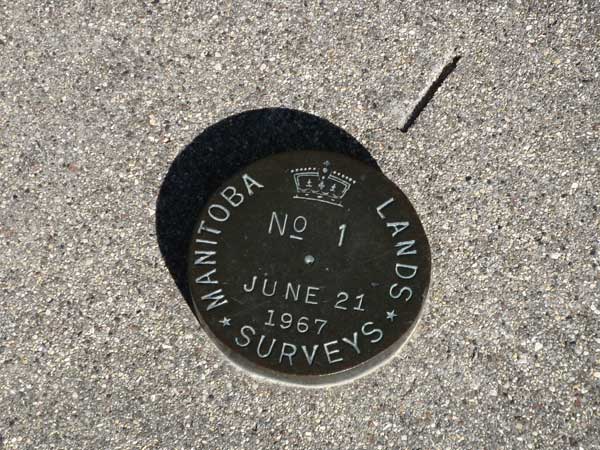 MANITOBA LANDS
Nº 1
JUNE 21
1967
★ SURVEYS ★